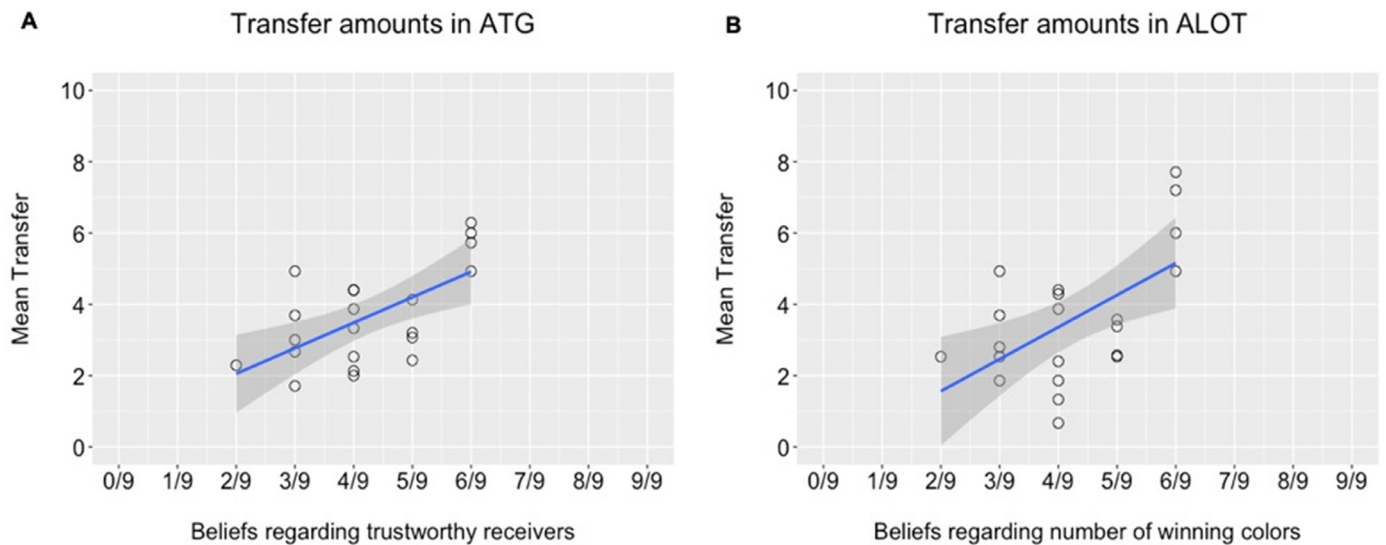 A
Transfer amounts in ATG
Mean Transfer
10
8
6
4
2
0
0/9 1/9 2/9 3/9 4/9 5/9 6/9 7/9 8/9 9/9
Beliefs regarding trustworthy receivers
B
Transfer amounts in ALOT
Mean Transfer
10
8
6
4
2
0
0/9 1/9 2/9 3/9 4/9 5/9 6/9 7/9 8/9 9/9
Beliefs regarding number of winning colors